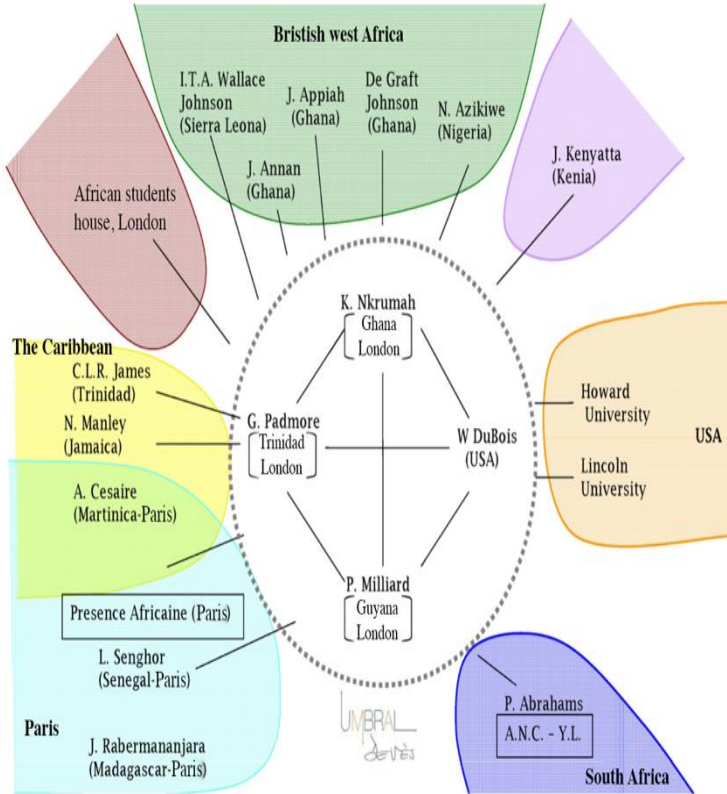 Bristish west Africa
I.T.A. Wallace
Johnson
(Sierra Leona)
J. Appiah
(Ghana)
De Graft
Johnson
(Ghana)
N. Azikiwe
(Nigeria)
J. Annan
(Ghana)
J. Kenyatta
(Kenia)
African students
house, London
K. Nkrumah
Ghana
London
The Caribbean
C.L.R. James
(Trinidad)
N. Manley
(Jamaica)
A. Cesaire
(Martinica-Paris)
G. Padmore
Trinidad
London
W DuBois
(USA)
Howard
University
USA
Lincoln
University
P. Milliard
Guyana
London
Presence Africaine (Paris)
L. Senghor
(Senegal-Paris)
Paris
J. Rabermananjara
(Madagascar-Paris)
UMBRAL
devès
P. Abrahams
A.N.C. - Y.L.
South Africa